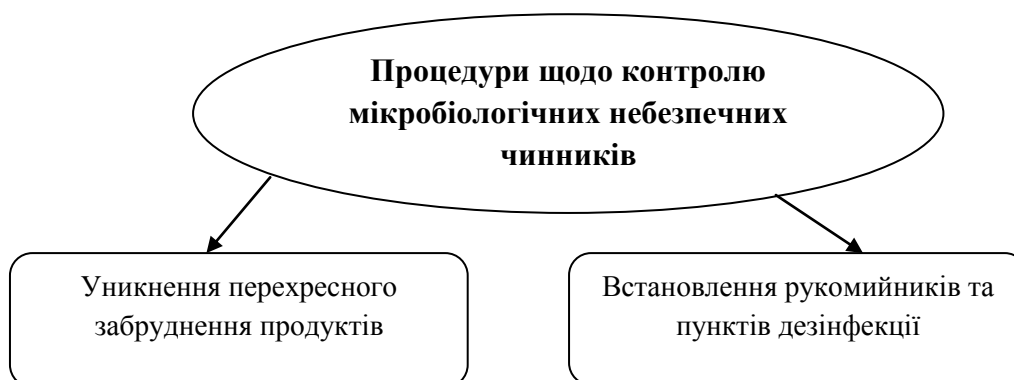 Процедури щодо контролю
мікробіологічних небезпечних
чинників
Уникнення перехресного
забруднення продуктів
Встановлення рукомийників та
пунктів дезінфекції